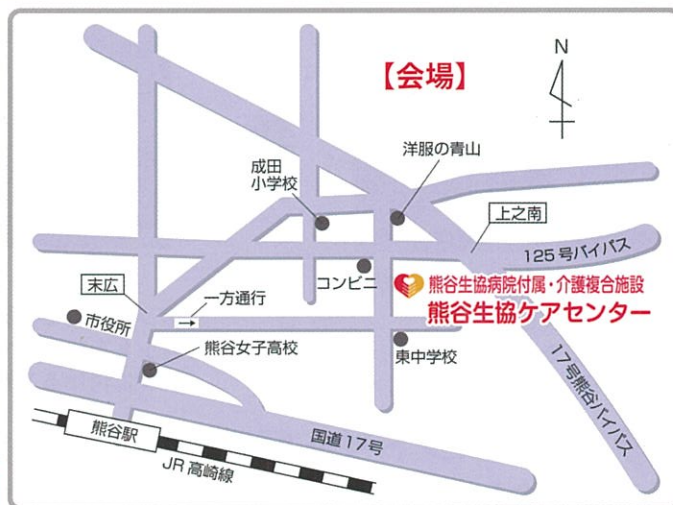 【会場】
N
洋服の青山
成田
小学校
上之南
125号バイパス
コンビニ
熊谷生協病院付属・介護複合施設
熊谷生協ケアセンター
末広
一方通行
市役所
熊谷女子高校
東中学校
17号熊谷バイパス
国道17号
熊谷駅
JR高崎線